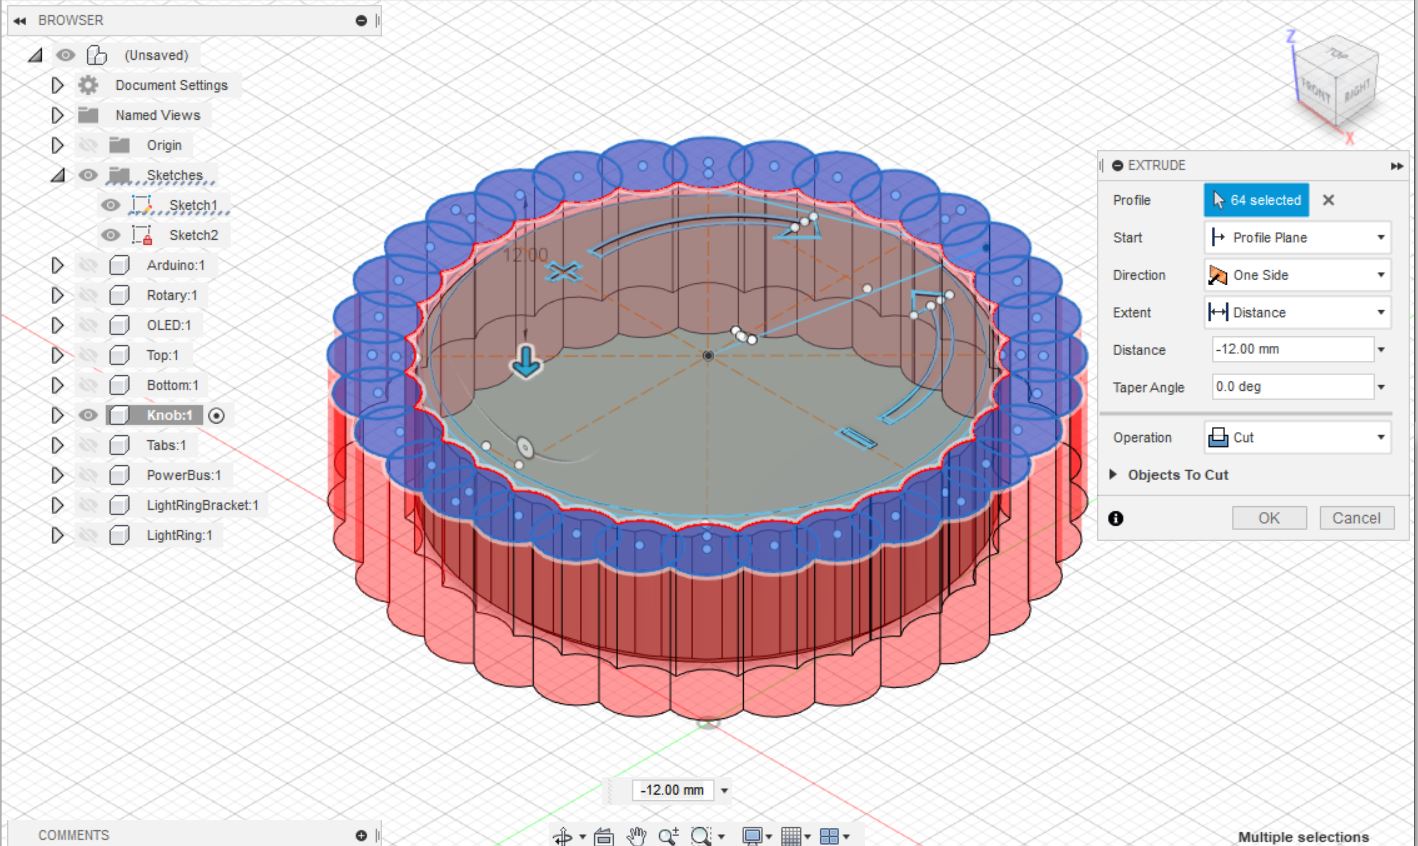 BROWSER
(Unsaved)
Document Settings
Named Views
Origin
Sketches
Sketch1
Sketch2
Arduino:1
Rotary:1
OLED:1
Top:1
Bottom:1
Knob:1
Tabs:1
PowerBus:1
LightRingBracket:1
LightRing:1
12.00
Z
TOP
FRONT
RIGHT
X
EXTRUDE
Profile 64 selected
Start Profile Plane
Direction One Side
Extent Distance
Distance -12.00 mm
Taper Angle 0.0 deg
Operation Cut
Objects To Cut
OK Cancel
-12.00 mm
COMMENTS
Multiple selections